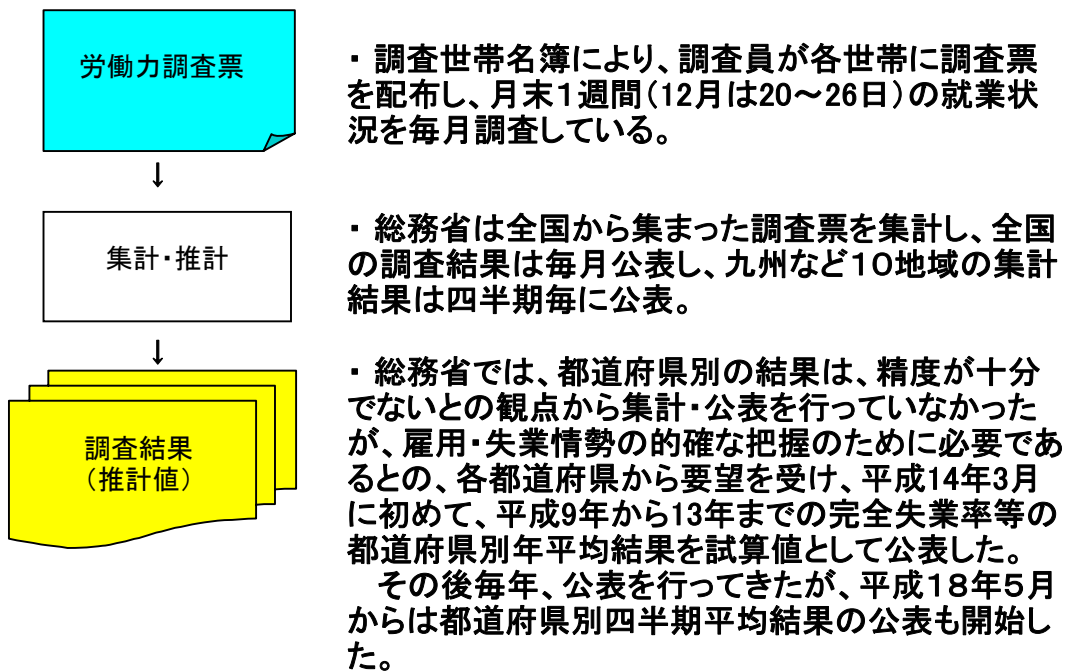 労働力調査票
・ 調査世帯名簿により、調査員が各世帯に調査票
を配布し、月末1週間(12月は20~26日)の就業状
況を毎月調査している。
↓
集計・推計
・ 総務省は全国から集まった調査票を集計し、全国
の調査結果は毎月公表し、九州など10地域の集計
結果は四半期毎に公表。
↓
調査結果
(推計値)
・ 総務省では、都道府県別の結果は、精度が十分
でないとの観点から集計・公表を行っていなかった
が、雇用・失業情勢の的確な把握のために必要であ
るとの、各都道府県から要望を受け、平成14年3月
に初めて、平成9年から13年までの完全失業率等の
都道府県別年平均結果を試算値として公表した。
その後毎年、公表を行ってきたが、平成18年5月
からは都道府県別四半期平均結果の公表も開始し
た。